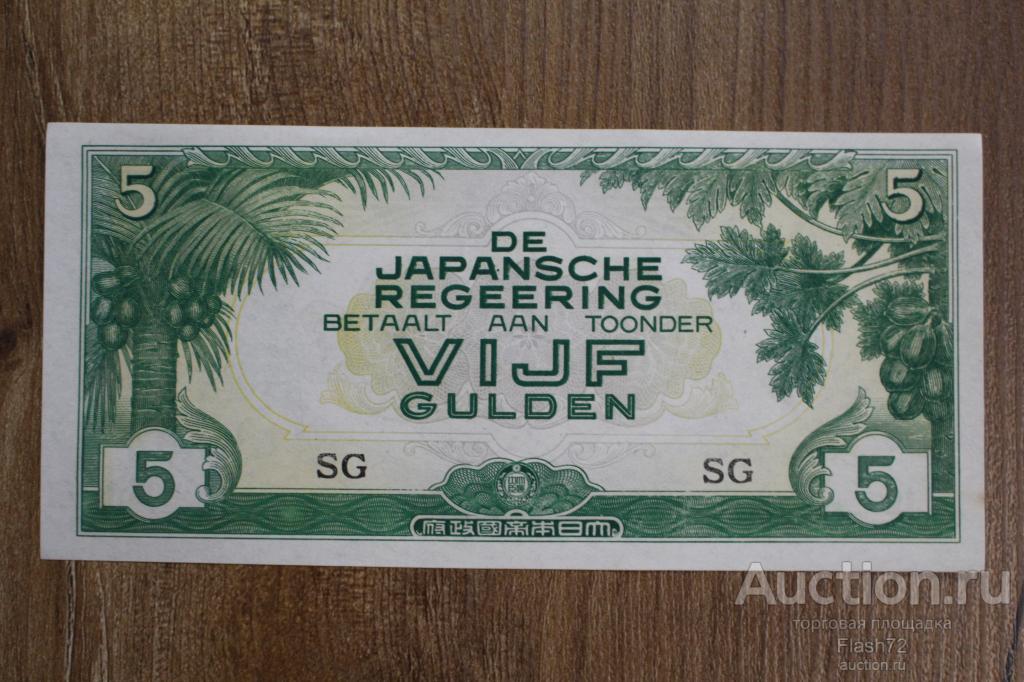 5 5
DE
JAPANSCHE
REGEERING
BETAALT AAN TOONDER
VIJF
GULDEN
SG SG
5 5
府政國帝本日大
Auction.ru
торговая площадка
Flash72
auction.ru